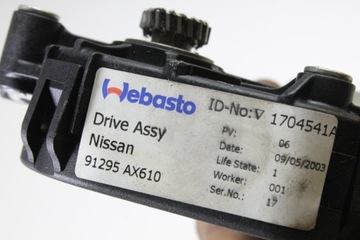 Webasto
Drive Assy
Nissan
91295 AX610
ID-No:∇ 1704541A
PV: 06
Date: 09/05/2003
Life State: 1
Worker: 001
Ser.No.: 17